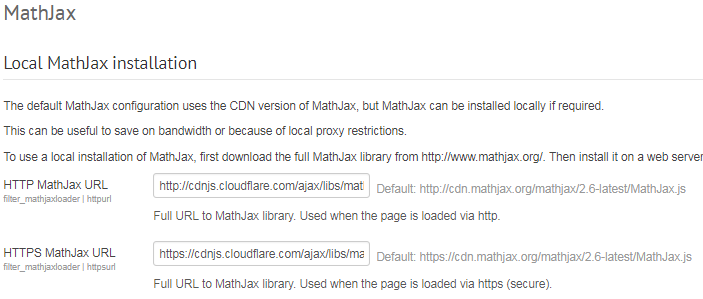 MathJax
Local MathJax installation
The default MathJax configuration uses the CDN version of MathJax, but MathJax can be installed locally if required.
This can be useful to save on bandwidth or because of local proxy restrictions.
To use a local installation of MathJax, first download the full MathJax library from http://www.mathjax.org/. Then install it on a web server
HTTP MathJax URL http://cdnjs.cloudflare.com/ajax/libs/mat Default: http://cdn.mathjax.org/mathjax/2.6-latest/MathJax.js
filter_mathjaxloader | httpurl
Full URL to MathJax library. Used when the page is loaded via http.
HTTPS MathJax URL https://cdnjs.cloudflare.com/ajax/libs/ma Default: https://cdn.mathjax.org/mathjax/2.6-latest/MathJax.js
filter_mathjaxloader | httpsurl
Full URL to MathJax library. Used when the page is loaded via https (secure).